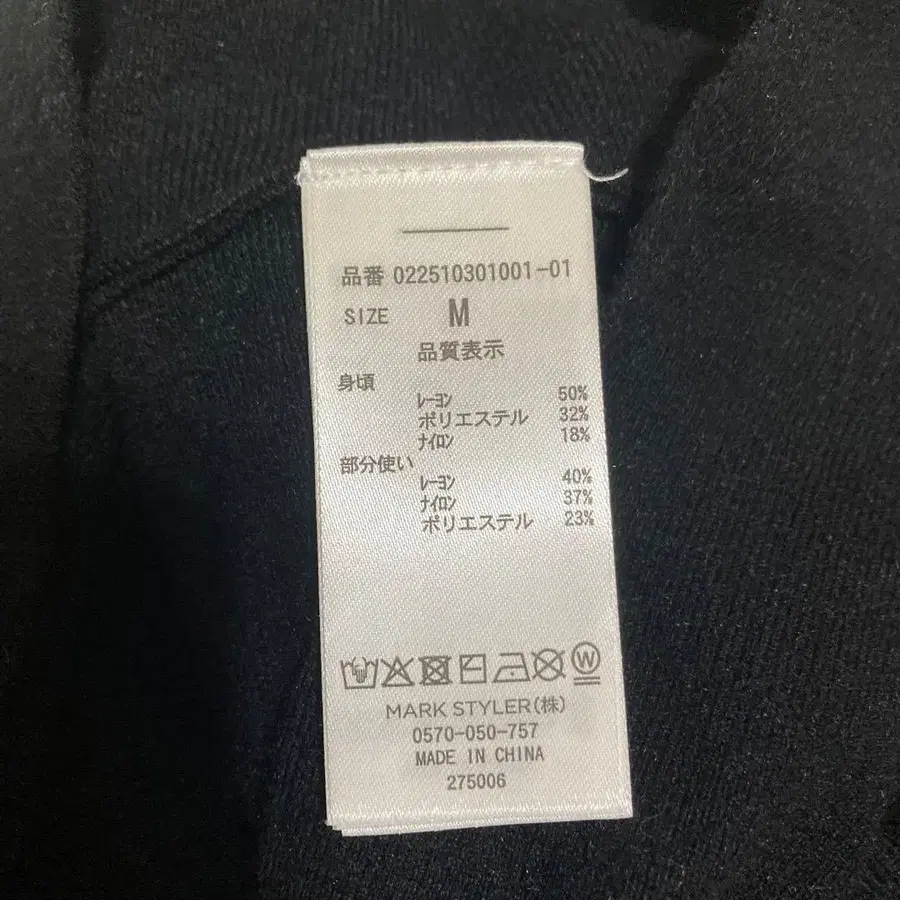 品番 022510301001-01
SIZE M
品質表示
身頃
ﾚｰﾖﾝ 50%
ポリエステル 32%
ﾅｲﾛﾝ 18%
部分使い
ﾚｰﾖﾝ 40%
ﾅｲﾛﾝ 37%
ポリエステル 23%
W
MARK STYLER(株)
0570-050-757
MADE IN CHINA
275006